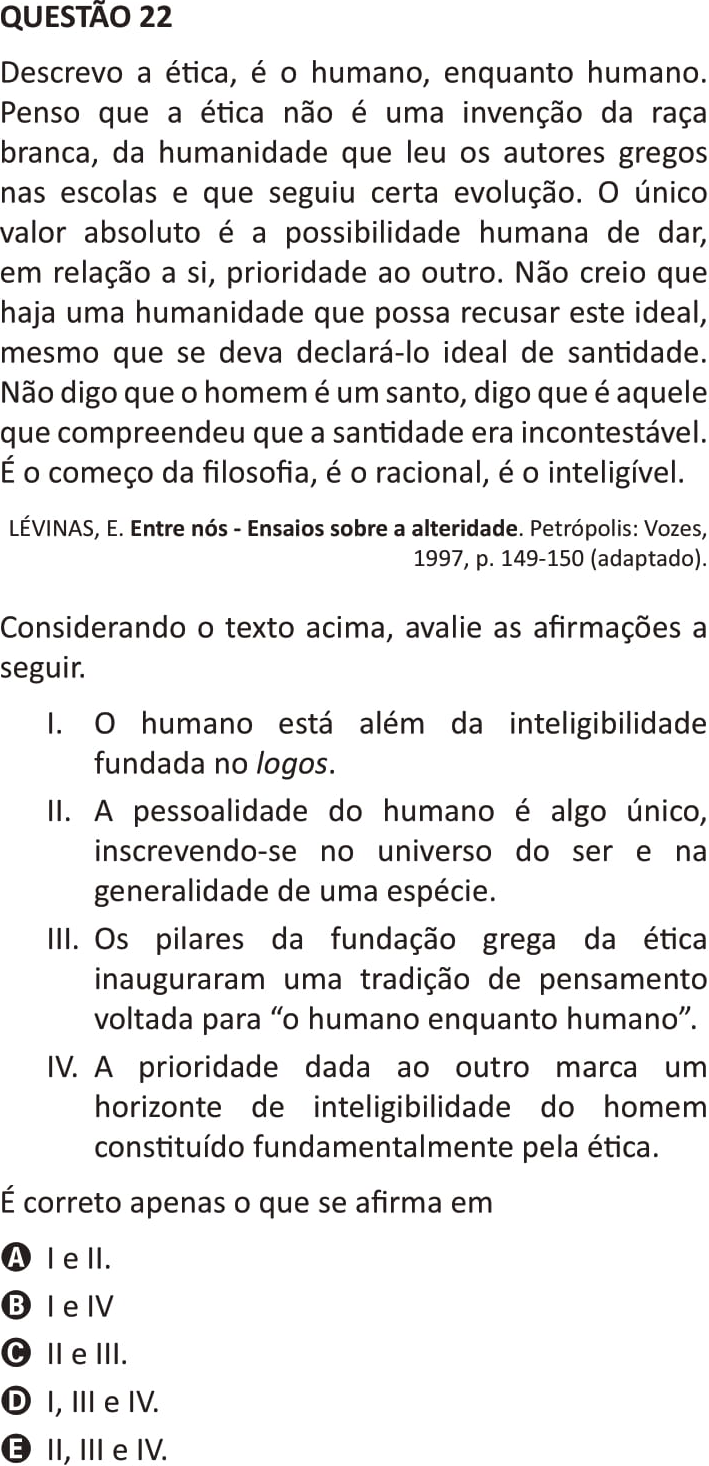 QUESTÃO 22
Descrevo a ética, é o humano, enquanto humano.
Penso que a ética não é uma invenção da raça
branca, da humanidade que leu os autores gregos
nas escolas e que seguiu certa evolução. O único
valor absoluto é a possibilidade humana de dar,
em relação a si, prioridade ao outro. Não creio que
haja uma humanidade que possa recusar este ideal,
mesmo que se deva declará-lo ideal de santidade.
Não digo que o homem é um santo, digo que é aquele
que compreendeu que a santidade era incontestável.
É o começo da filosofia, é o racional, é o inteligível.
LÉVINAS, E. Entre nós - Ensaios sobre a alteridade. Petrópolis: Vozes,
1997, p. 149-150 (adaptado).
Considerando o texto acima, avalie as afirmações a
seguir.
I. O humano está além da inteligibilidade
fundada no logos.
II. A pessoalidade do humano é algo único,
inscrevendo-se no universo do ser e na
generalidade de uma espécie.
III. Os pilares da fundação grega da ética
inauguraram uma tradição de pensamento
voltada para “o humano enquanto humano”.
IV. A prioridade dada ao outro marca um
horizonte de inteligibilidade do homem
constituído fundamentalmente pela ética.
É correto apenas o que se afirma em
A I e II.
B I e IV
C II e III.
D I, III e IV.
E II, III e IV.